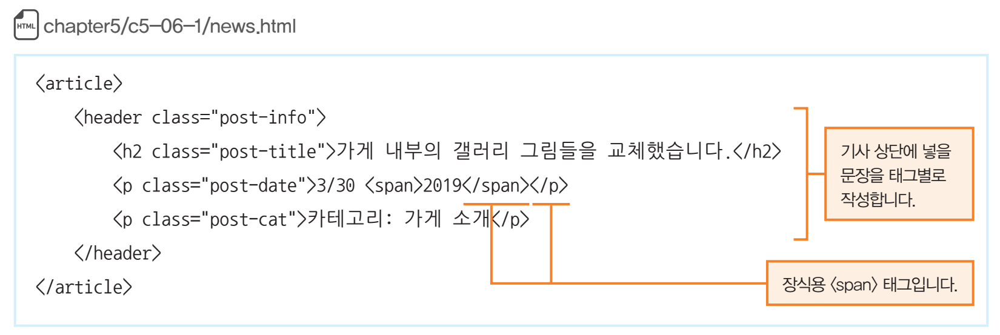 HTML chapter5/c5-06-1/news.html
<article>
<header class="post-info">
<h2 class="post-title">가게 내부의 갤러리 그림들을 교체했습니다.</h2>
<p class="post-date">3/30 <span>2019</span></p>
<p class="post-cat">카테고리: 가게 소개</p>
</header>
</article>
기사 상단에 넣을
문장을 태그별로
작성합니다.
장식용 <span> 태그입니다.